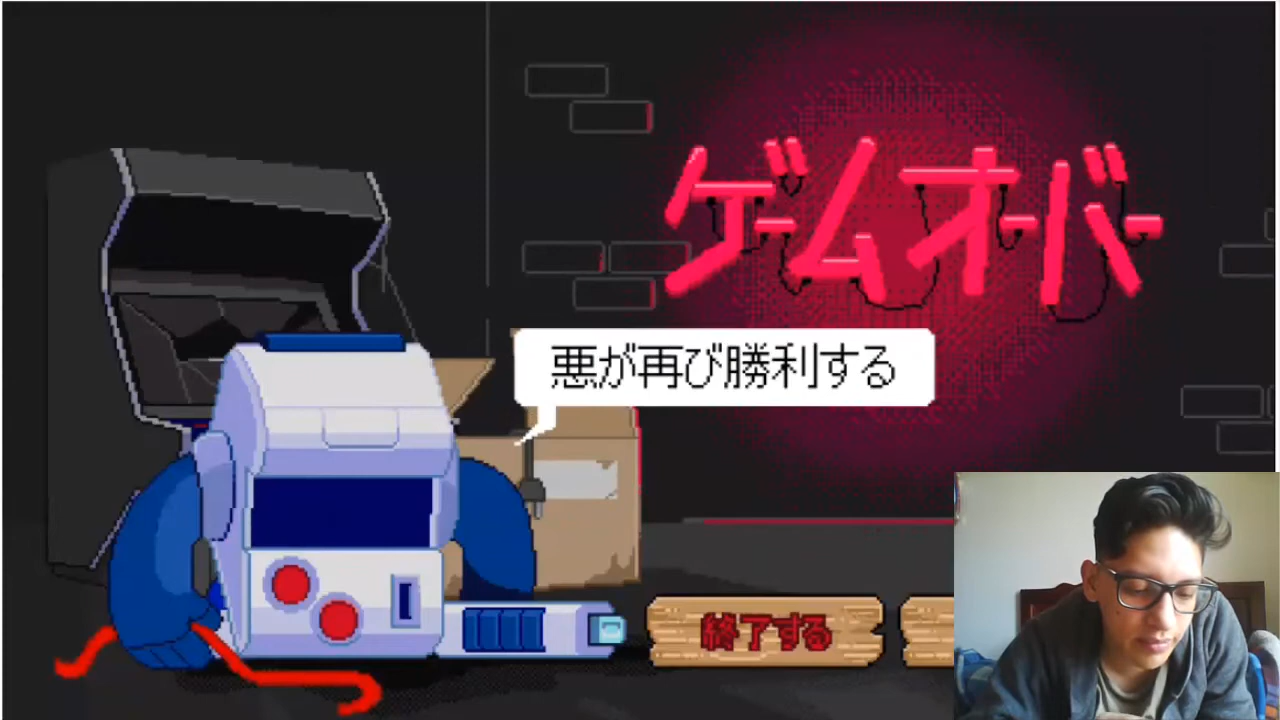 ゲームオーバー
悪が再び勝利する
終了する